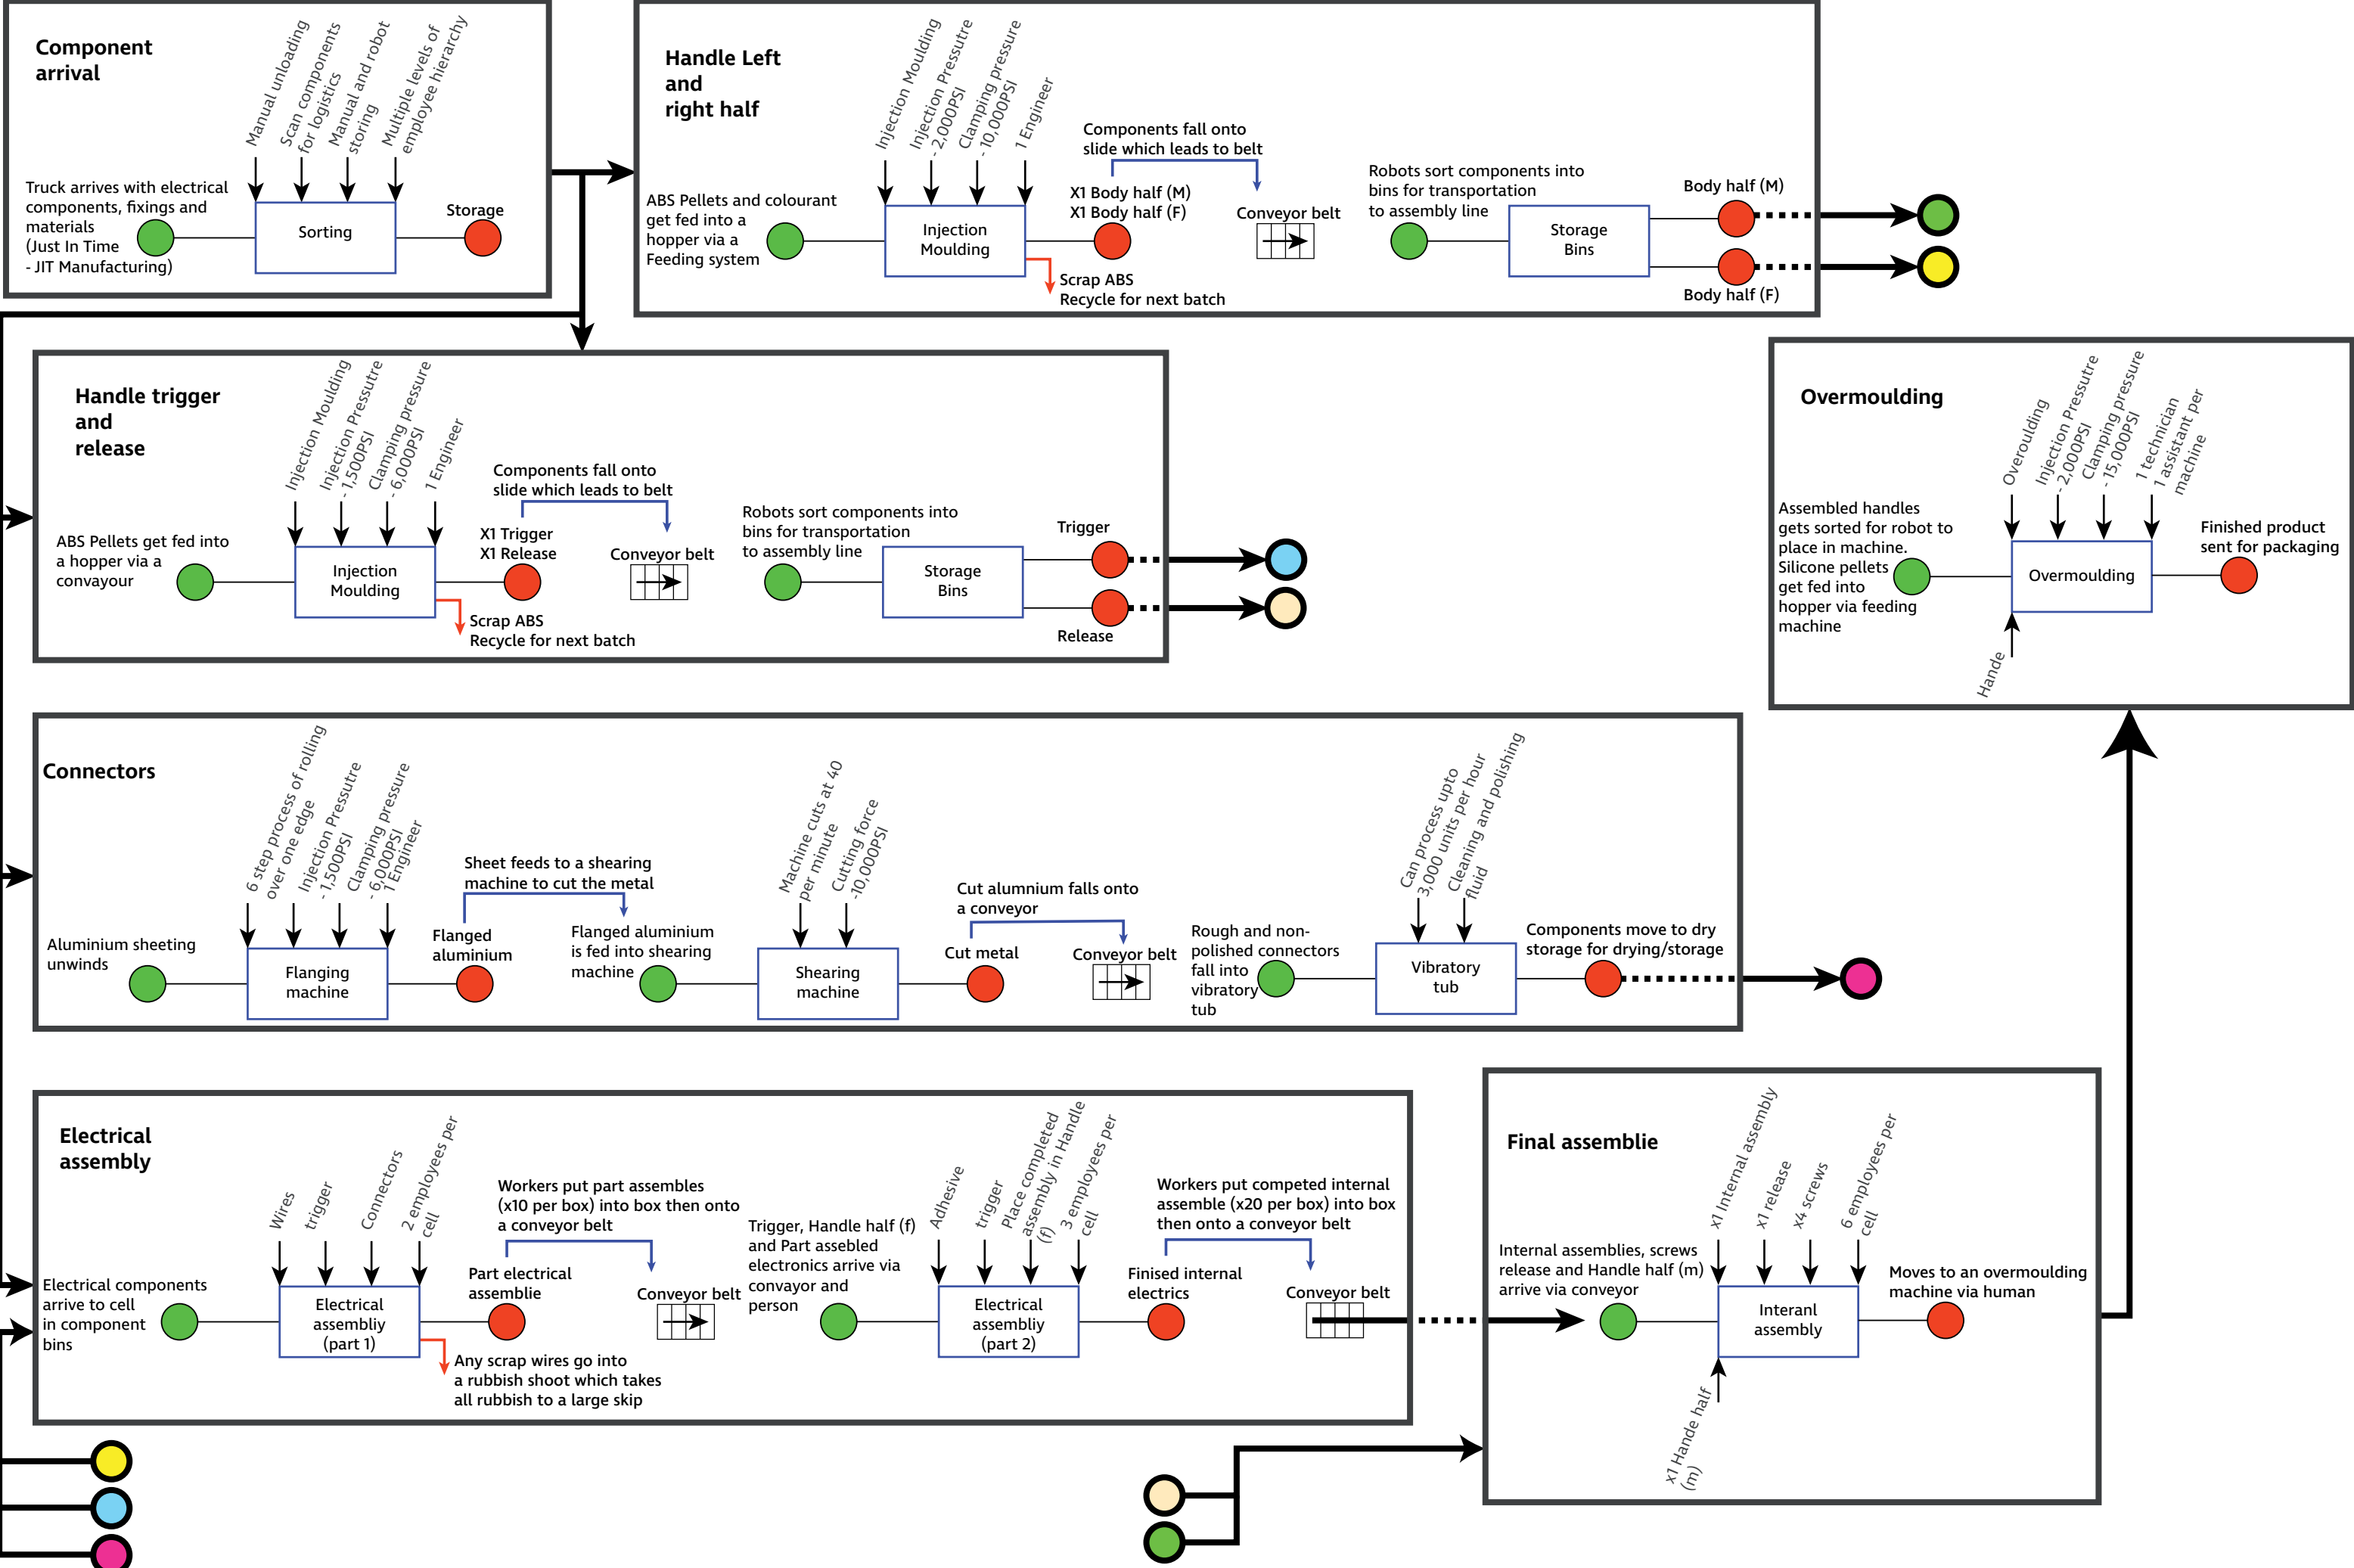 Component
arrival
Manual unloading
Scan components
for logistics
Manual and robot
storing
Multiple levels of
employee hierarchy
Truck arrives with electrical
components, fixings and
materials
(Just In Time
- JIT Manufacturing)
Sorting
Storage
Handle Left
and
right half
Injection Moulding
Injection Pressutre
- 2,000PSI
Clamping pressure
- 10,000PSI
1 Engineer
ABS Pellets and colourant
get fed into a
hopper via a
Feeding system
Injection
Moulding
Components fall onto
slide which leads to belt
X1 Body half (M)
X1 Body half (F)
Scrap ABS
Recycle for next batch
Conveyor belt
Robots sort components into
bins for transportation
to assembly line
Storage
Bins
Body half (M)
Body half (F)
Handle trigger
and
release
Injection Moulding
Injection Pressutre
- 1,500PSI
Clamping pressure
- 6,000PSI
1 Engineer
ABS Pellets get fed into
a hopper via a
convayour
Injection
Moulding
Components fall onto
slide which leads to belt
X1 Trigger
X1 Release
Scrap ABS
Recycle for next batch
Conveyor belt
Robots sort components into
bins for transportation
to assembly line
Storage
Bins
Trigger
Release
Overmoulding
Overoulding
Injection Pressutre
- 2,000PSI
Clamping pressure
- 15,000PSI
1 technician
1 assistant per
machine
Assembled handles
gets sorted for robot to
place in machine.
Silicone pellets
get fed into
hopper via feeding
machine
Overmoulding
Hande
Finished product
sent for packaging
Connectors
6 step process of rolling
over one edge
Injection Pressutre
- 1,500PSI
Clamping pressure
- 6,000PSI
1 Engineer
Aluminium sheeting
unwinds
Flanging
machine
Sheet feeds to a shearing
machine to cut the metal
Flanged
aluminium
Flanged aluminium
is fed into shearing
machine
Machine cuts at 40
per minute
Cutting force
-10,000PSI
Shearing
machine
Cut alumnium falls onto
a conveyor
Cut metal
Conveyor belt
Rough and non-
polished connectors
fall into
vibratory
tub
Can process upto
3,000 units per hour
Cleaning and polishing
fluid
Vibratory
tub
Components move to dry
storage for drying/storage
Electrical
assembly
Wires
trigger
Connectors
2 employees per
cell
Electrical components
arrive to cell
in component
bins
Electrical
assembliy
(part 1)
Workers put part assembles
(x10 per box) into box then onto
a conveyor belt
Part electrical
assemblie
Any scrap wires go into
a rubbish shoot which takes
all rubbish to a large skip
Conveyor belt
Trigger, Handle half (f)
and Part assebled
electronics arrive via
convayor and
person
Adhesive
trigger
Place completed
assembly in Handle
(f)
3 employees per
cell
Electrical
assembliy
(part 2)
Workers put competed internal
assemble (x20 per box) into box
then onto a conveyor belt
Finised internal
electrics
Conveyor belt
Final assemblie
x1 Internal assembly
x1 release
x4 screws
6 employees per
cell
Internal assemblies, screws
release and Handle half (m)
arrive via conveyor
Interanl
assembly
x1 Hande half
(m)
Moves to an overmoulding
machine via human